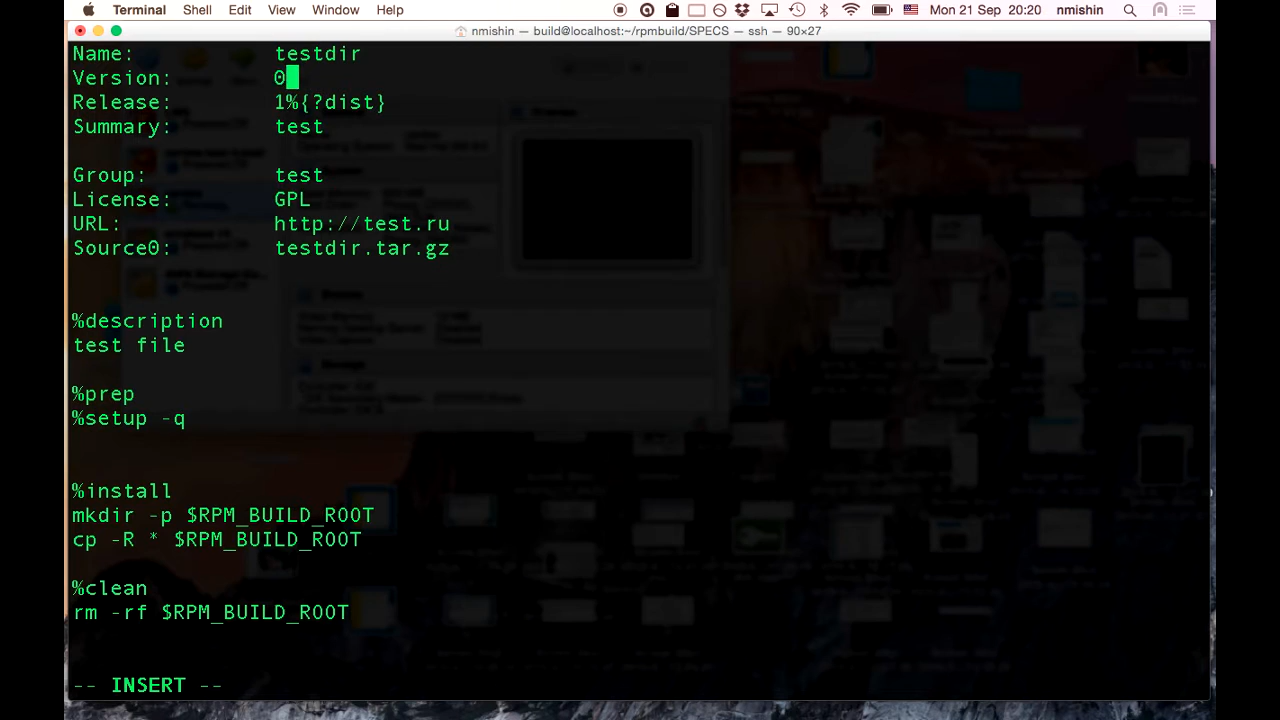 Terminal Shell Edit View Window Help Mon 21 Sep 20:20 nmishin
nmishin — build@localhost:~/rpmbuild/SPECS — ssh — 90×27
Name: testdir
Version: 0
Release: 1%{?dist}
Summary: test
Group: test
License: GPL
URL: http://test.ru
Source0: testdir.tar.gz
%description
test file
%prep
%setup -q
%install
mkdir -p $RPM_BUILD_ROOT
cp -R * $RPM_BUILD_ROOT
%clean
rm -rf $RPM_BUILD_ROOT
-- INSERT --